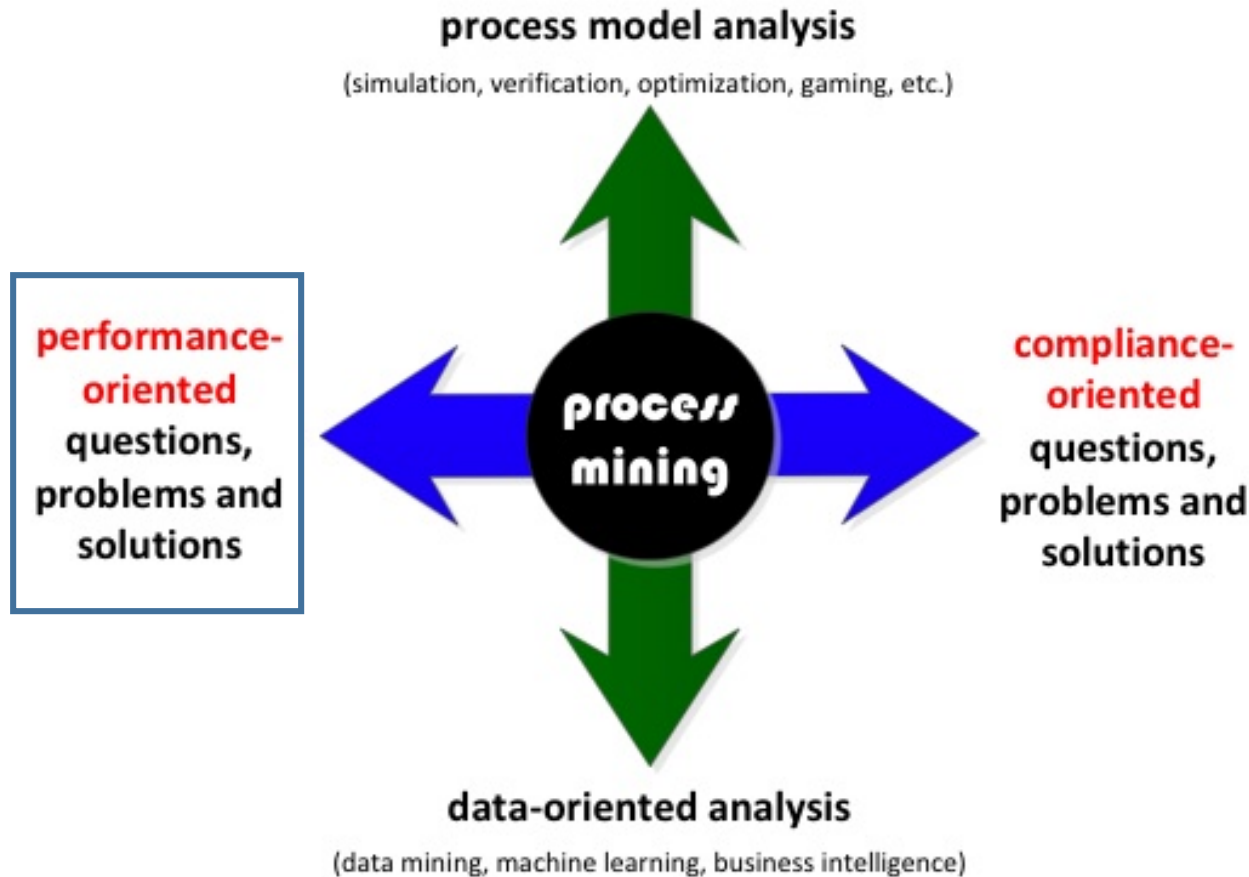 process model analysis
(simulation, verification, optimization, gaming, etc.)
performance-
oriented
questions,
problems and
solutions
process
mining
compliance-
oriented
questions,
problems and
solutions
data-oriented analysis
(data mining, machine learning, business intelligence)